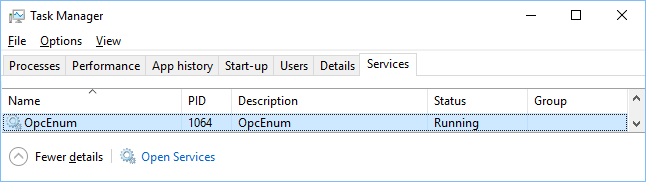 Task Manager
File Options View
Processes Performance App history Start-up Users Details Services
Name PID Description Status Group
OpcEnum 1064 OpcEnum Running
Fewer details Open Services